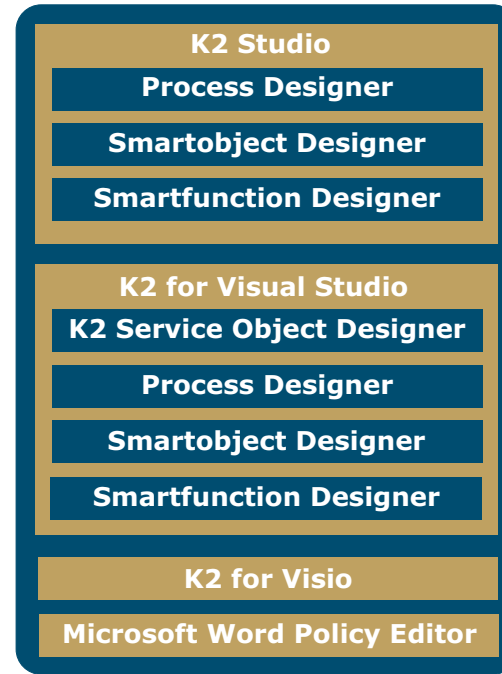 K2 Studio
Process Designer
Smartobject Designer
Smartfunction Designer
K2 for Visual Studio
K2 Service Object Designer
Process Designer
Smartobject Designer
Smartfunction Designer
K2 for Visio
Microsoft Word Policy Editor